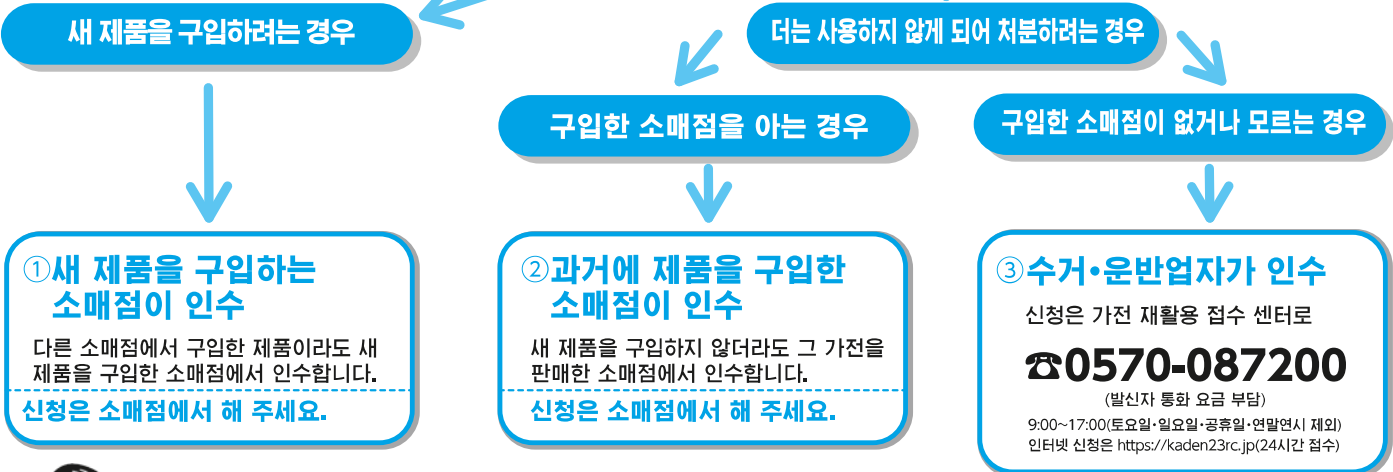 새 제품을 구입하려는 경우
더는 사용하지 않게 되어 처분하려는 경우
구입한 소매점을 아는 경우
구입한 소매점이 없거나 모르는 경우
①새 제품을 구입하는
소매점이 인수
다른 소매점에서 구입한 제품이라도 새
제품을 구입한 소매점에서 인수합니다.
신청은 소매점에서 해 주세요.
②과거에 제품을 구입한
소매점이 인수
새 제품을 구입하지 않더라도 그 가전을
판매한 소매점에서 인수합니다.
신청은 소매점에서 해 주세요.
③수거•운반업자가 인수
신청은 가전 재활용 접수 센터로
☎0570-087200
(발신자 통화 요금 부담)
9:00~17:00(토요일·일요일·공휴일·연말연시 제외)
인터넷 신청은 https://kaden23rc.jp(24시간 접수)